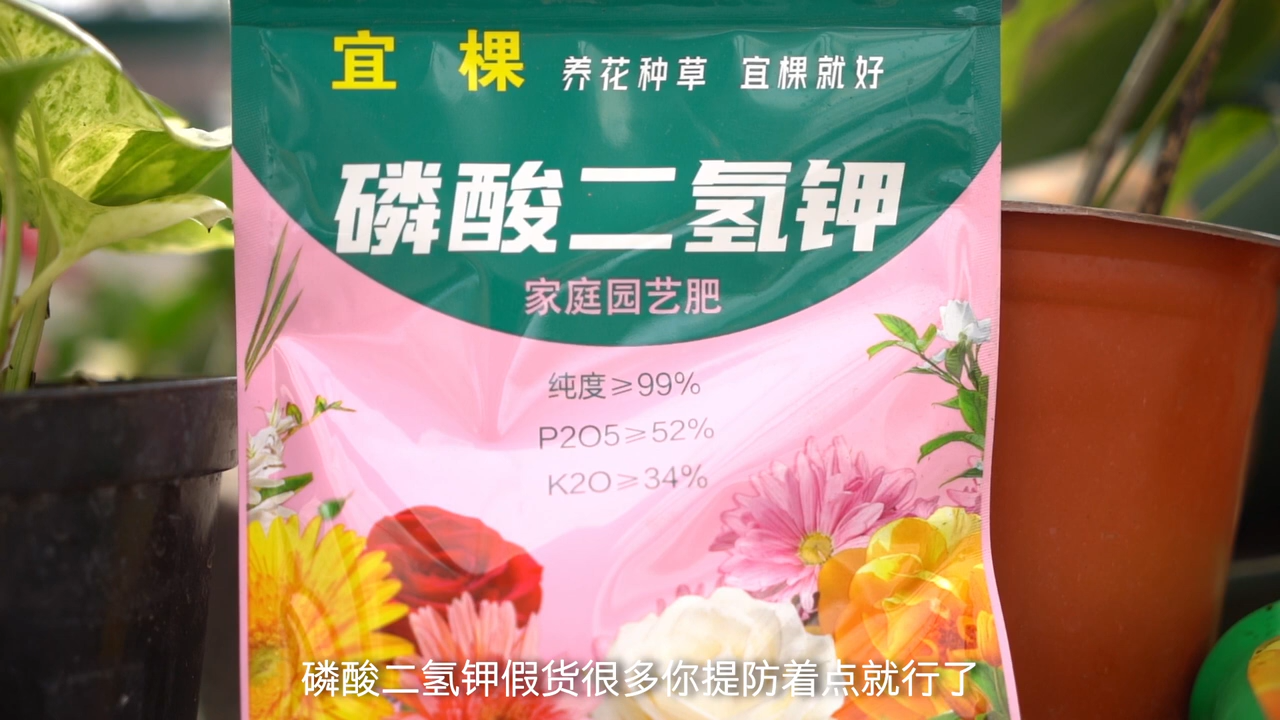 宜棵 养花种草 宜棵就好
磷酸二氢钾
家庭园艺肥
纯度≥99%
P2O5≥52%
K2O≥34%
磷酸二氢钾假货很多你提防着点就行了